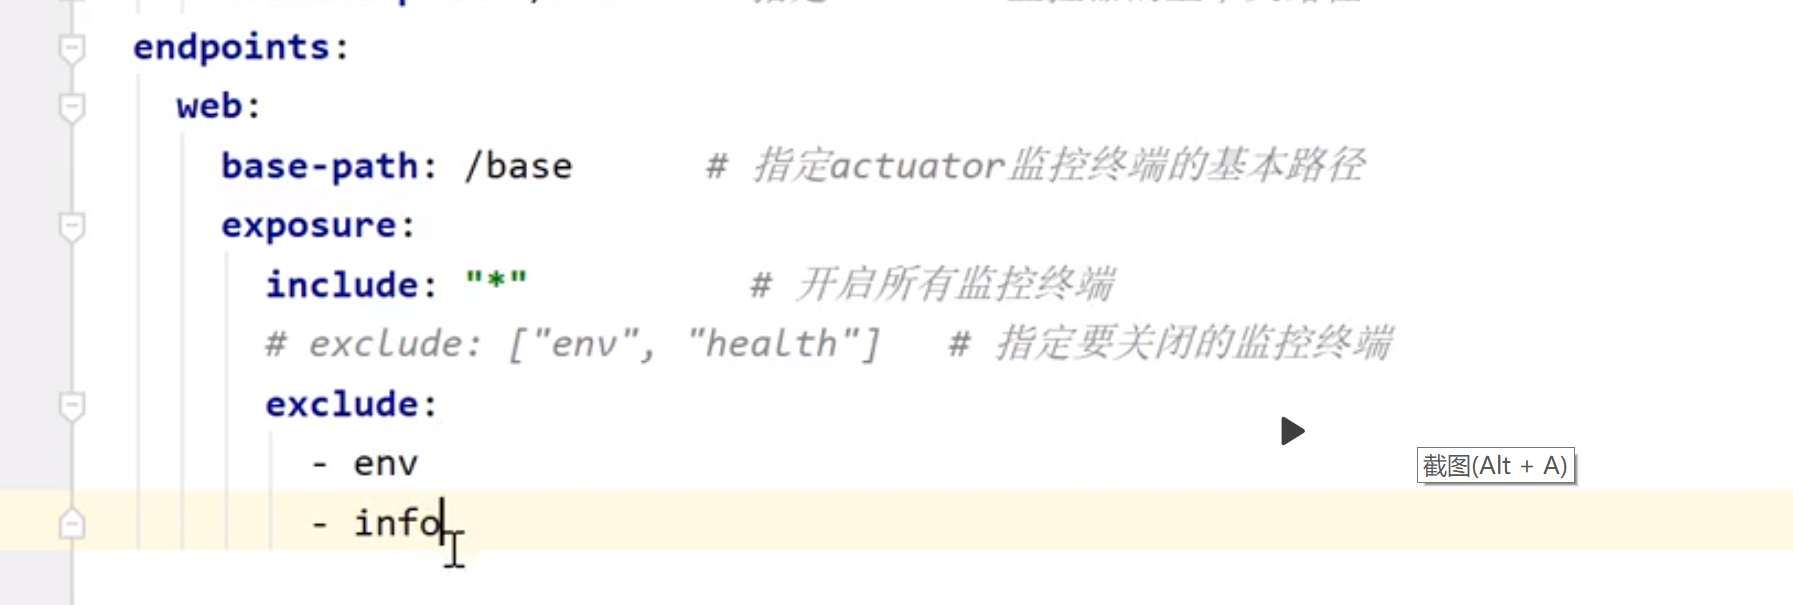 endpoints:
web:
base-path: /base # 指定actuator监控终端的基本路径
exposure:
include: "*" # 开启所有监控终端
# exclude: ["env", "health"] # 指定要关闭的监控终端
exclude:
- env
截图(Alt + A)
- info